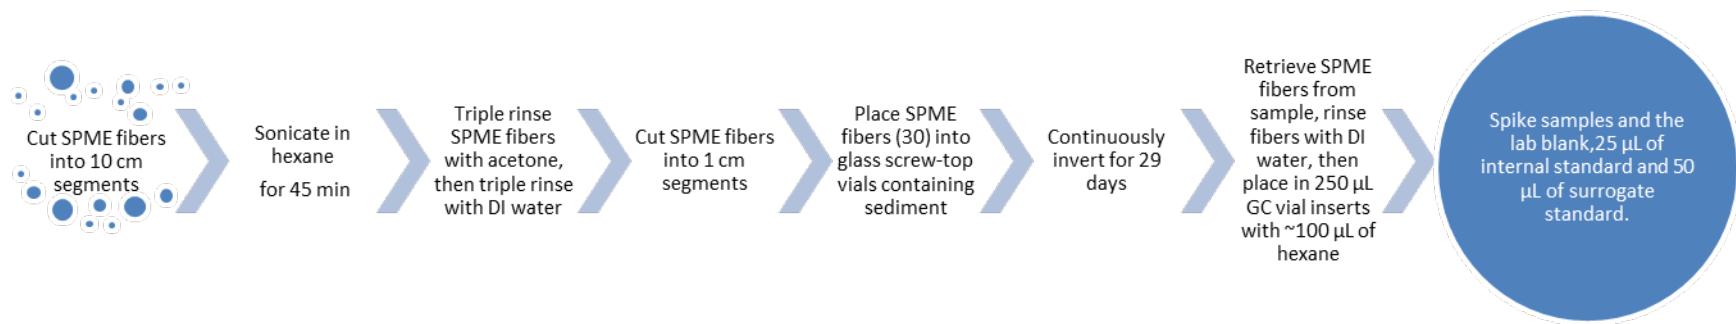 Cut SPME fibers
into 10 cm
segments
Sonicate in
hexane
for 45 min
Triple rinse
SPME fibers
with acetone,
then triple rinse
with DI water
Cut SPME fibers
into 1 cm
segments
Place SPME
fibers (30) into
glass screw-top
vials containing
sediment
Continuously
invert for 29
days
Retrieve SPME
fibers from
sample, rinse
fibers with DI
water, then
place in 250 µL
GC vial inserts
with ~100 µL of
hexane
Spike samples and the
lab blank,25 µL of
internal standard and 50
µL of surrogate
standard.